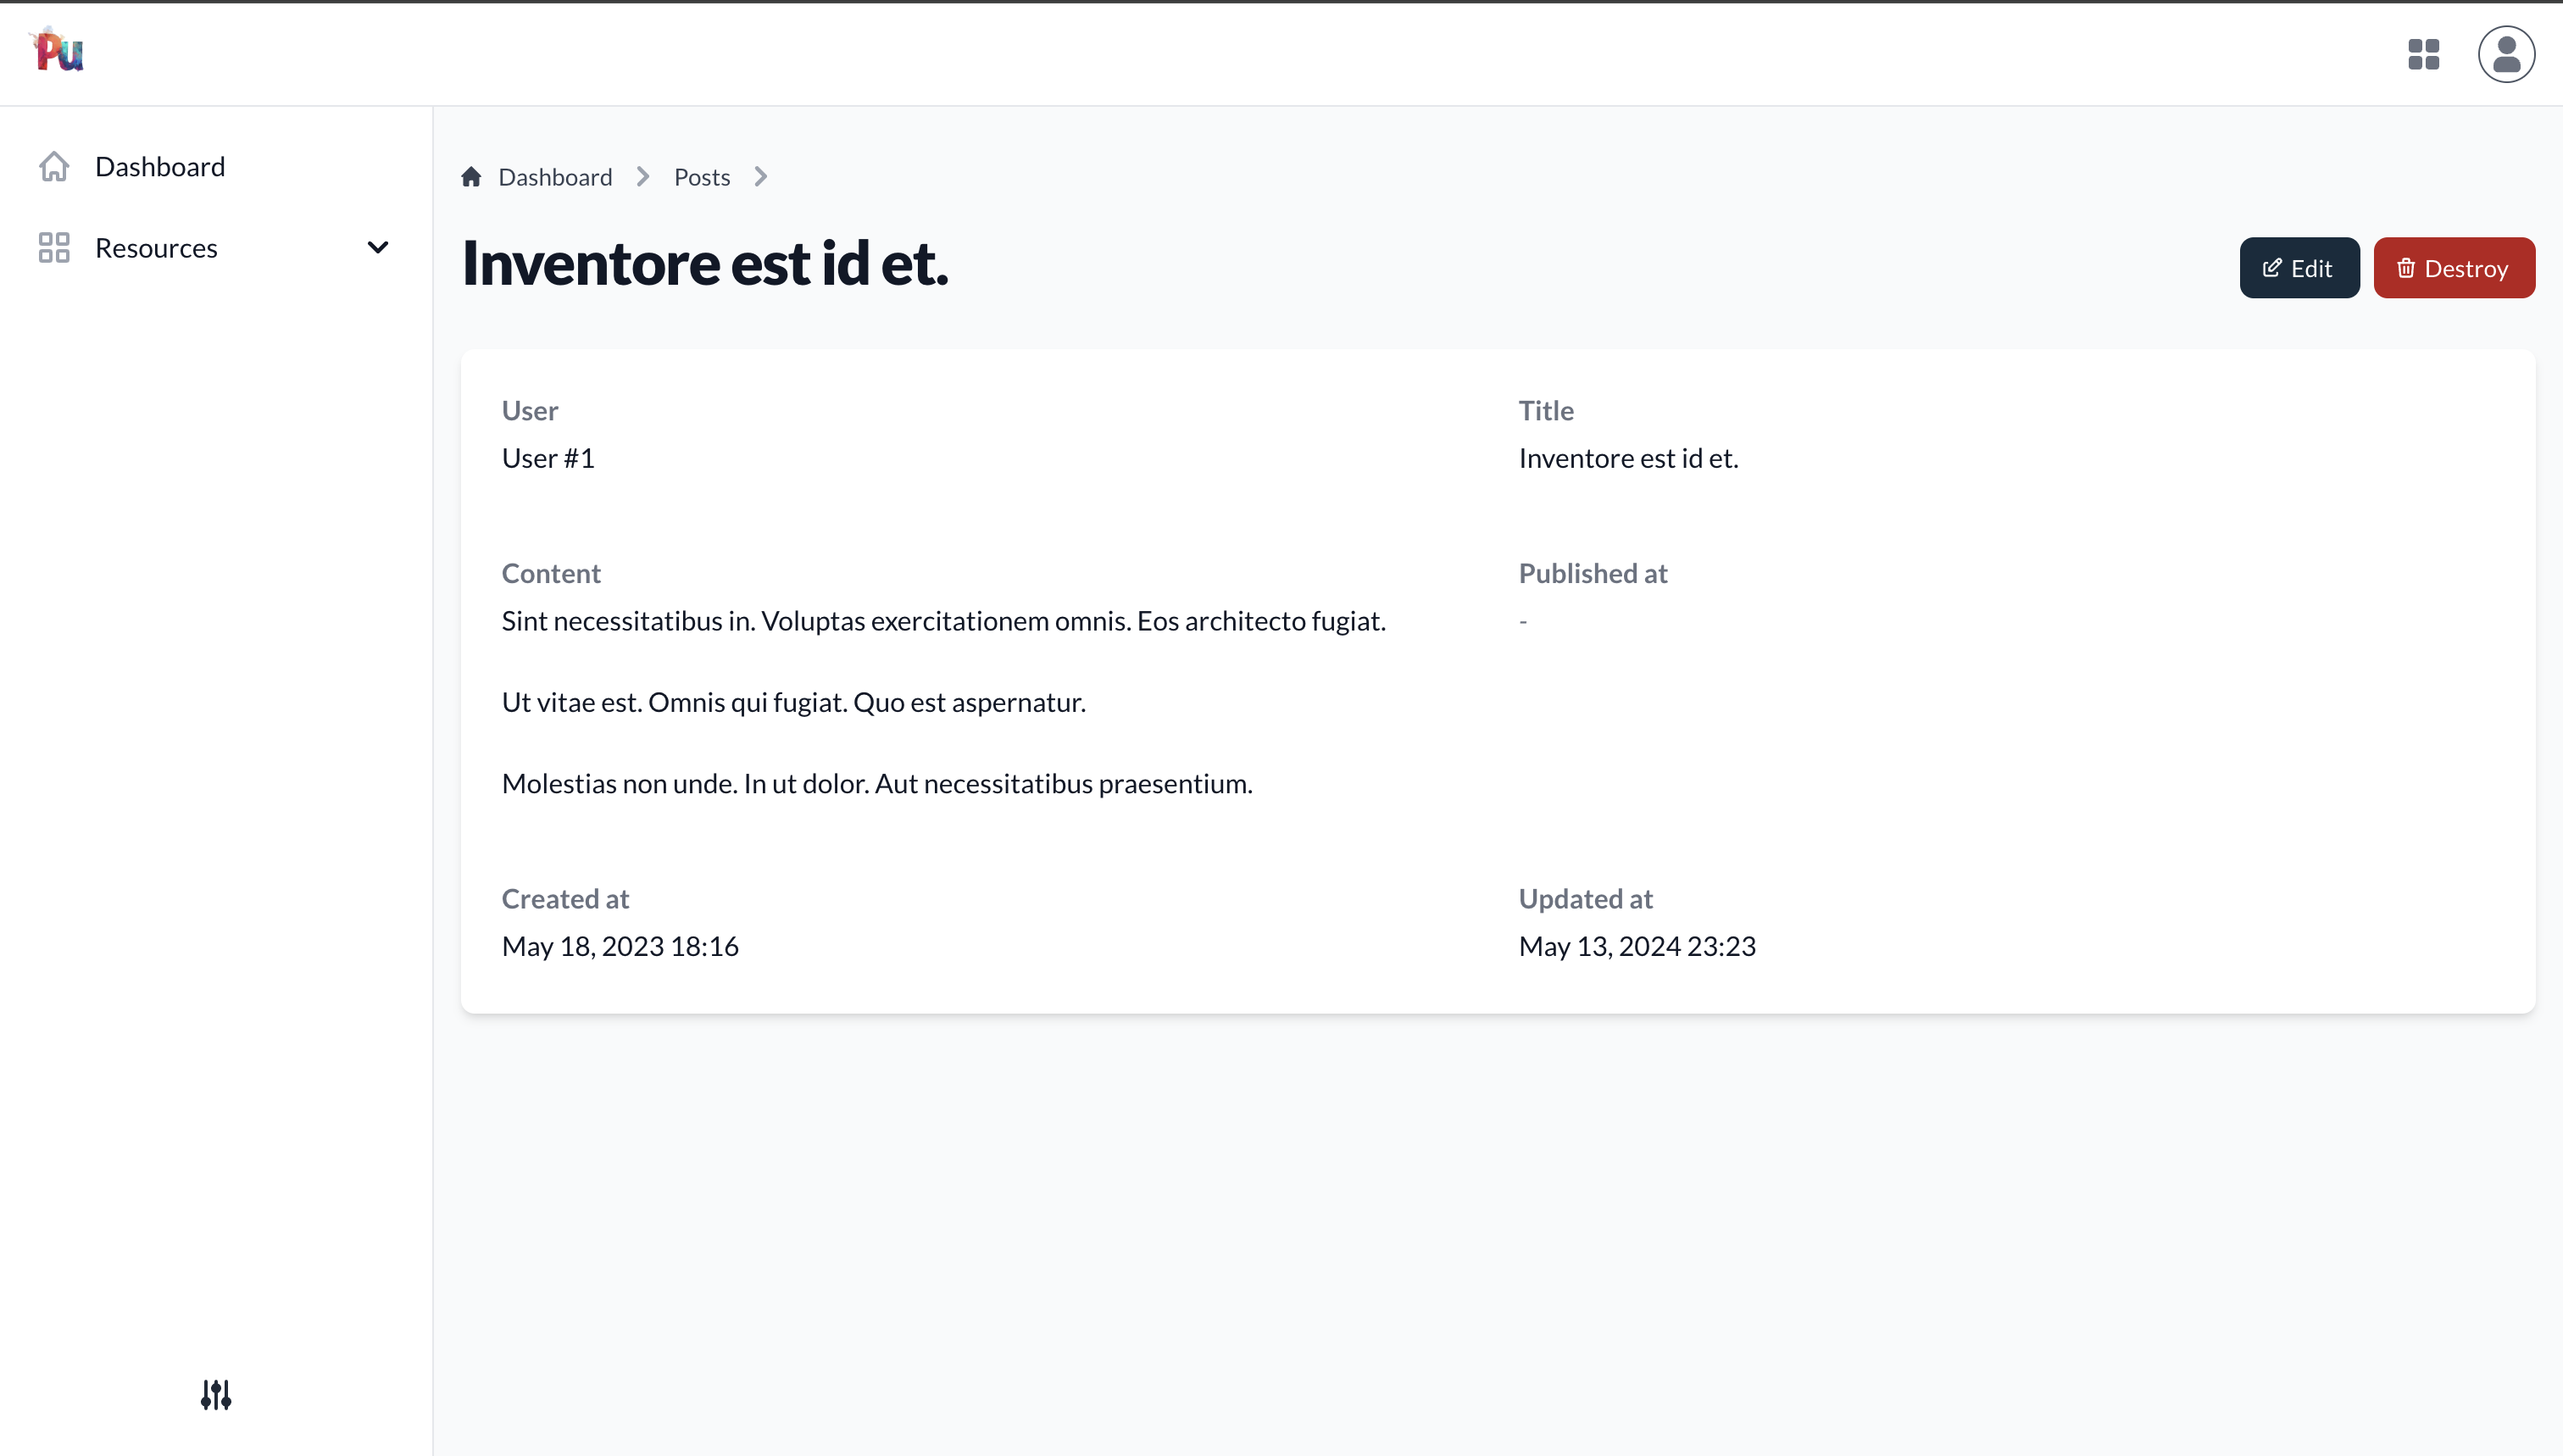 Pu
Dashboard
Resources
Dashboard
Posts
Inventore est id et.
Edit
Destroy
User
User #1
Title
Inventore est id et.
Content
Sint necessitatibus in. Voluptas exercitationem omnis. Eos architecto fugiat.
Ut vitae est. Omnis qui fugiat. Quo est aspernatur.
Molestias non unde. In ut dolor. Aut necessitatibus praesentium.
Published at
-
Created at
May 18, 2023 18:16
Updated at
May 13, 2024 23:23